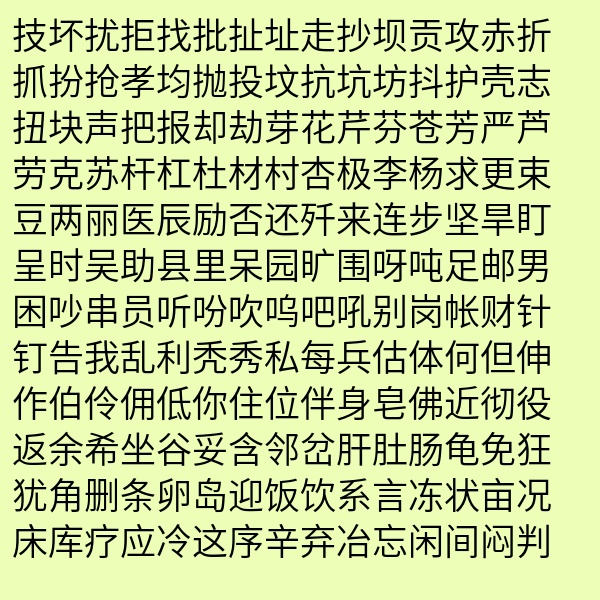 技坏扰拒找批扯址走抄坝贡攻赤折
抓扮抢孝均抛投坟抗坑坊抖护壳志
扭块声把报却劫芽花芹芬苍芳严芦
劳克苏杆杠杜材村杏极李杨求更束
豆两丽医辰励否还歼来连步坚旱盯
呈时吴助县里呆园旷围呀吨足邮男
困吵串员听吩吹呜吧吼别岗帐财针
钉告我乱利秃秀私每兵估体何但伸
作伯伶佣低你住位伴身皂佛近彻役
返余希坐谷妥含邻岔肝肚肠龟免狂
犹角删条卵岛迎饭饮系言冻状亩况
床库疗应冷这序辛弃冶忘闲间闷判